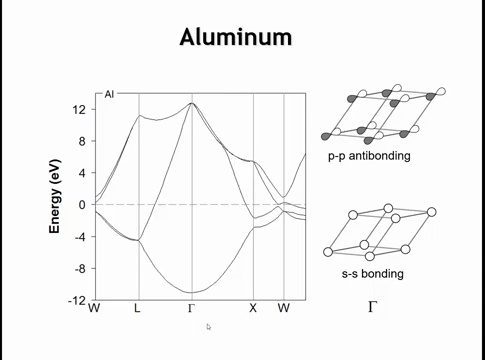 Aluminum
Al
12
8
4
0
-4
-8
-12
Energy (eV)
W L Γ X W
p-p antibonding
s-s bonding
Γ